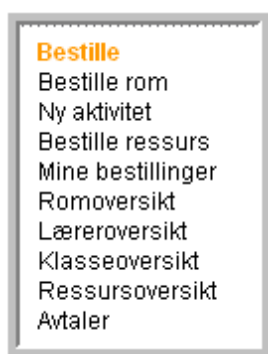 Bestille
Bestille rom
Ny aktivitet
Bestille ressurs
Mine bestillinger
Romoversikt
Læreroversikt
Klasseoversikt
Ressursoversikt
Avtaler